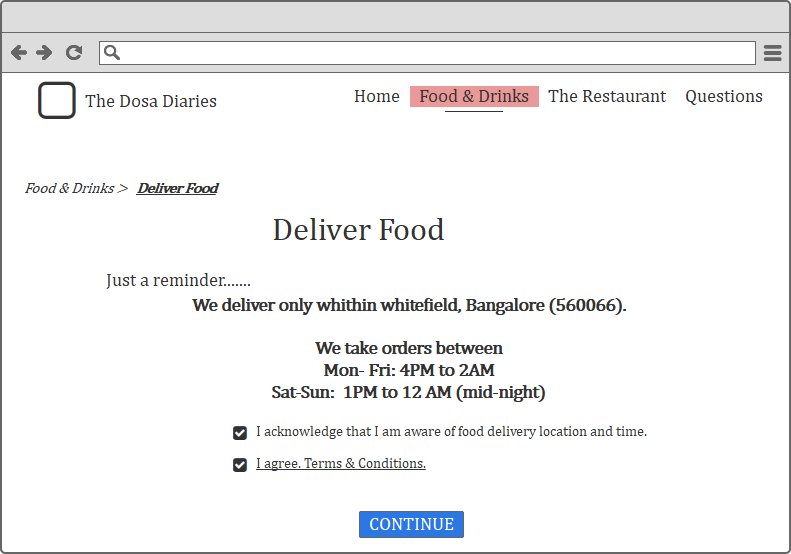 The Dosa Diaries
Home Food & Drinks The Restaurant Questions
Food & Drinks > Deliver Food
Deliver Food
Just a reminder.......
We deliver only whithin whitefield, Bangalore (560066).
We take orders between
Mon- Fri: 4PM to 2AM
Sat-Sun: 1PM to 12 AM (mid-night)
I acknowledge that I am aware of food delivery location and time.
I agree. Terms & Conditions.
CONTINUE